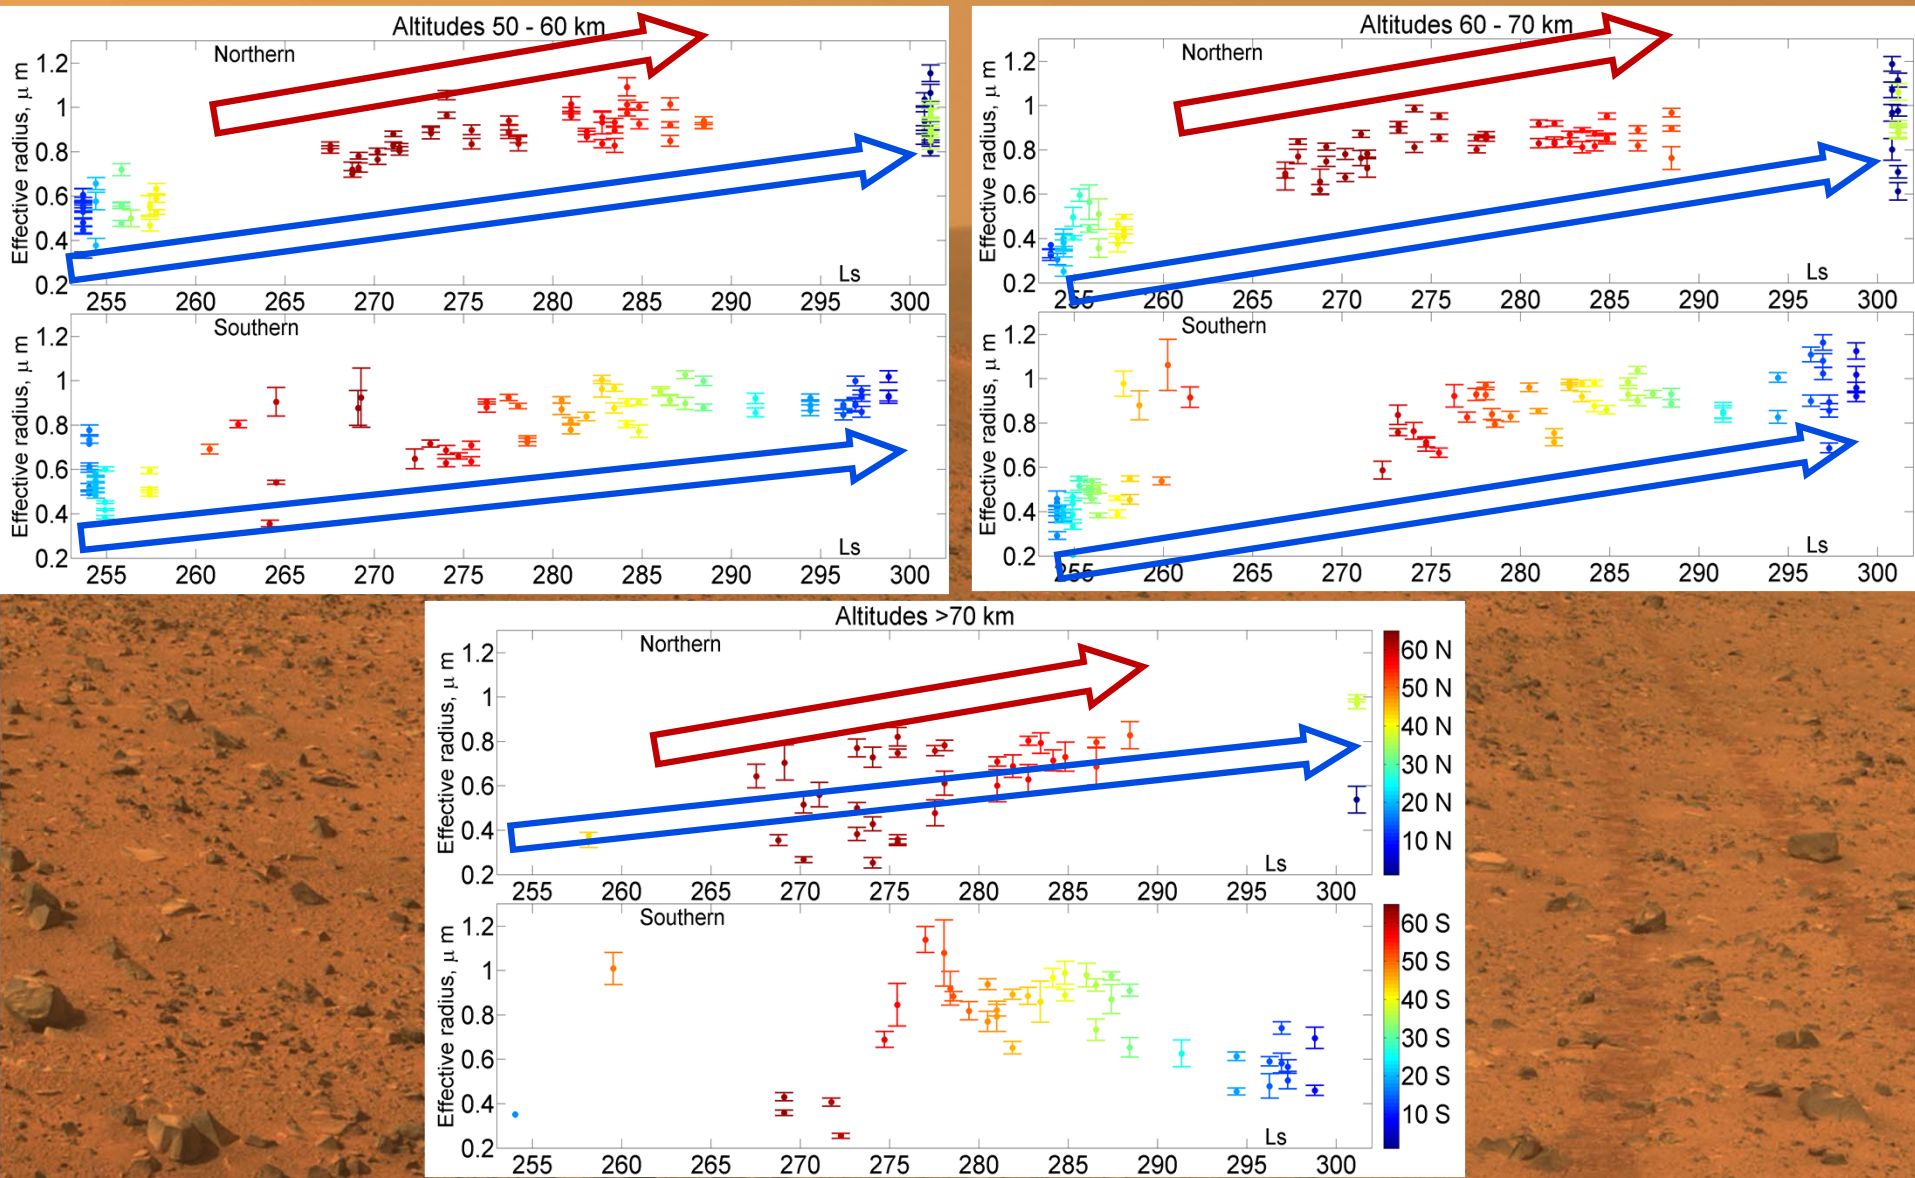 Altitudes 50 - 60 km
Northern
Effective radius, μ m
1.2
1
0.8
0.6
0.4
0.2
Ls
255 260 265 270 275 280 285 290 295 300
Southern
Effective radius, μ m
1.2
1
0.8
0.6
0.4
0.2
Ls
255 260 265 270 275 280 285 290 295 300
Altitudes 60 - 70 km
Northern
Effective radius, μ m
1.2
1
0.8
0.6
0.4
0.2
Ls
255 260 265 270 275 280 285 290 295 300
Southern
Effective radius, μ m
1.2
1
0.8
0.6
0.4
0.2
Ls
255 260 265 270 275 280 285 290 295 300
Altitudes >70 km
Northern
Effective radius, μ m
1.2
1
0.8
0.6
0.4
0.2
Ls
255 260 265 270 275 280 285 290 295 300
60 N
50 N
40 N
30 N
20 N
10 N
Southern
Effective radius, μ m
1.2
1
0.8
0.6
0.4
0.2
Ls
255 260 265 270 275 280 285 290 295 300
60 S
50 S
40 S
30 S
20 S
10 S